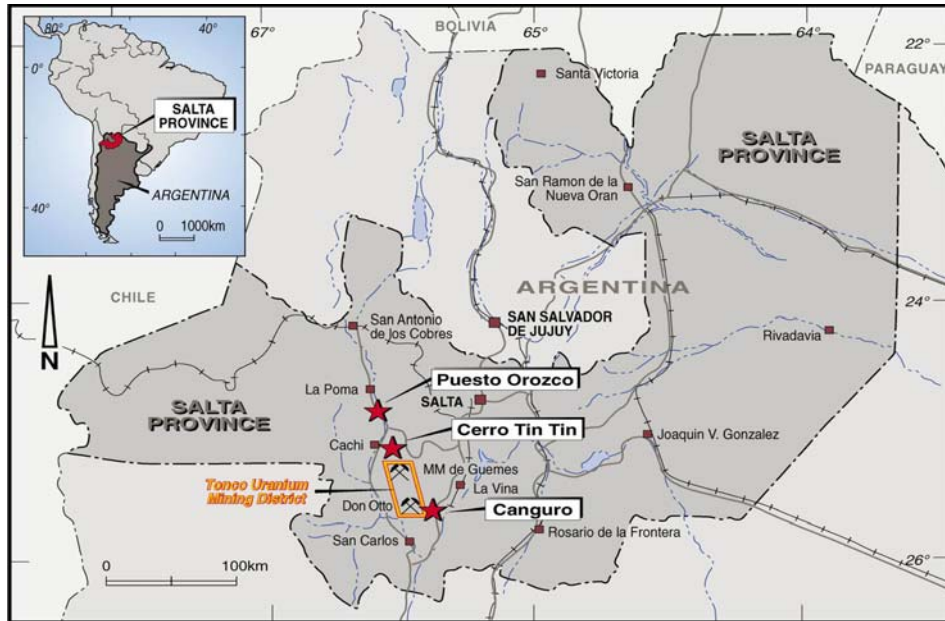 80°
40°
0°
SALTA
PROVINCE
ARGENTINA
40°
0 1000km
67°
BOLIVIA
65°
64°
22°
PARAGUAY
Santa Victoria
SALTA
PROVINCE
San Ramon de la
Nueva Oran
CHILE
ARGENTINA
24°
N
San Antonio
de los Cobres
SAN SALVADOR
DE JUJUY
Rivadavia
La Poma
Puesto Orozco
SALTA
SALTA
PROVINCE
Cerro Tin Tin
Joaquin V. Gonzalez
Cachi
MM de Guemes
Tonco Uranium
Mining District
La Vina
Don Otto
Canguro
Rosario de la Frontera
San Carlos
26°
0 100km